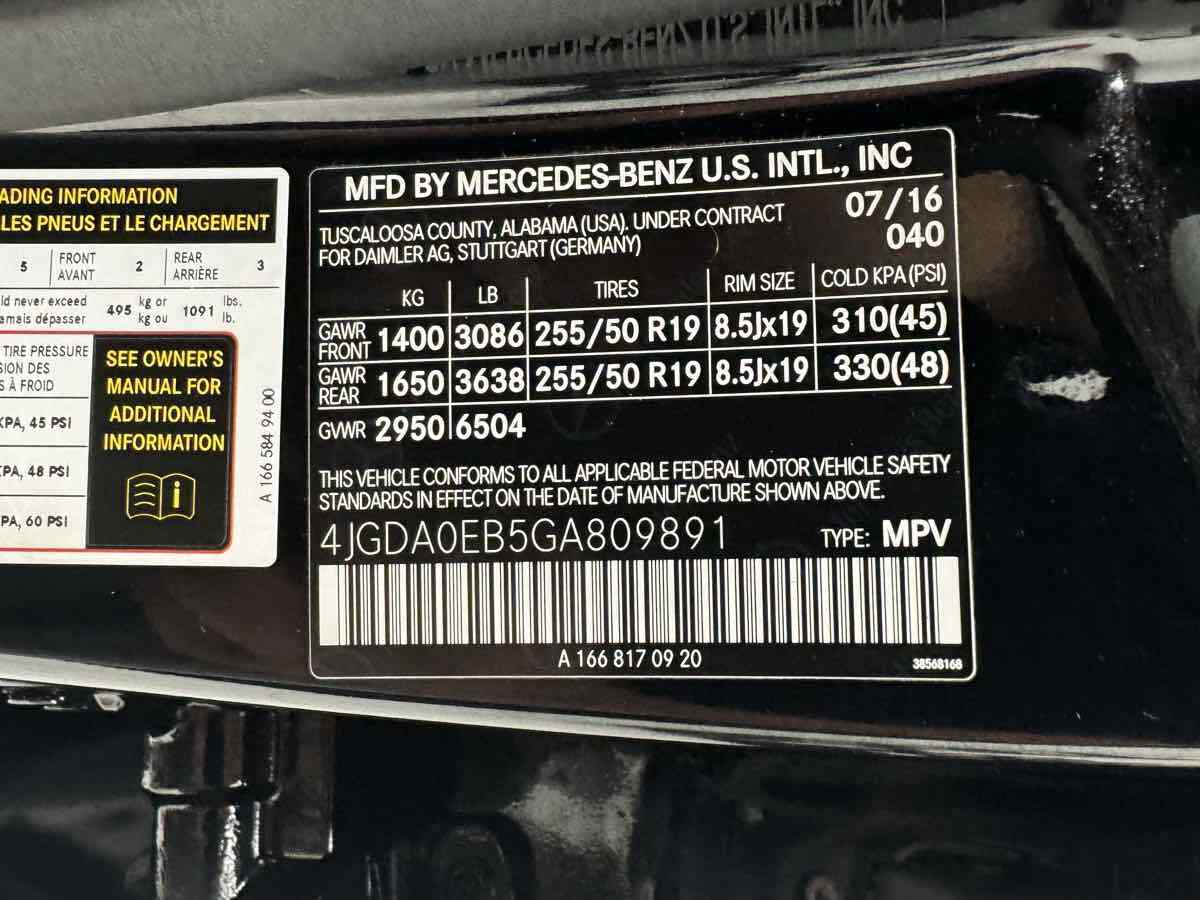 ADING INFORMATION
LES PNEUS ET LE CHARGEMENT
5 FRONT AVANT 2 REAR ARRIÈRE 3
ld never exceed
amais dépasser 495 kg or kg ou 1091 lbs. lb.
TIRE PRESSURE
SION DES
S À FROID
KPA, 45 PSI
KPA, 48 PSI
PA, 60 PSI
SEE OWNER'S
MANUAL FOR
ADDITIONAL
INFORMATION
A 166 584 94 00
MFD BY MERCEDES-BENZ U.S. INTL., INC
TUSCALOOSA COUNTY, ALABAMA (USA). UNDER CONTRACT
FOR DAIMLER AG, STUTTGART (GERMANY)
07/16
040
KG LB TIRES RIM SIZE COLD KPA (PSI)
GAWR FRONT 1400 3086 255/50 R19 8.5Jx19 310(45)
GAWR REAR 1650 3638 255/50 R19 8.5Jx19 330(48)
GVWR 2950 6504
THIS VEHICLE CONFORMS TO ALL APPLICABLE FEDERAL MOTOR VEHICLE SAFETY
STANDARDS IN EFFECT ON THE DATE OF MANUFACTURE SHOWN ABOVE.
4JGDA0EB5GA809891 TYPE: MPV
A 166 817 09 20
38568168